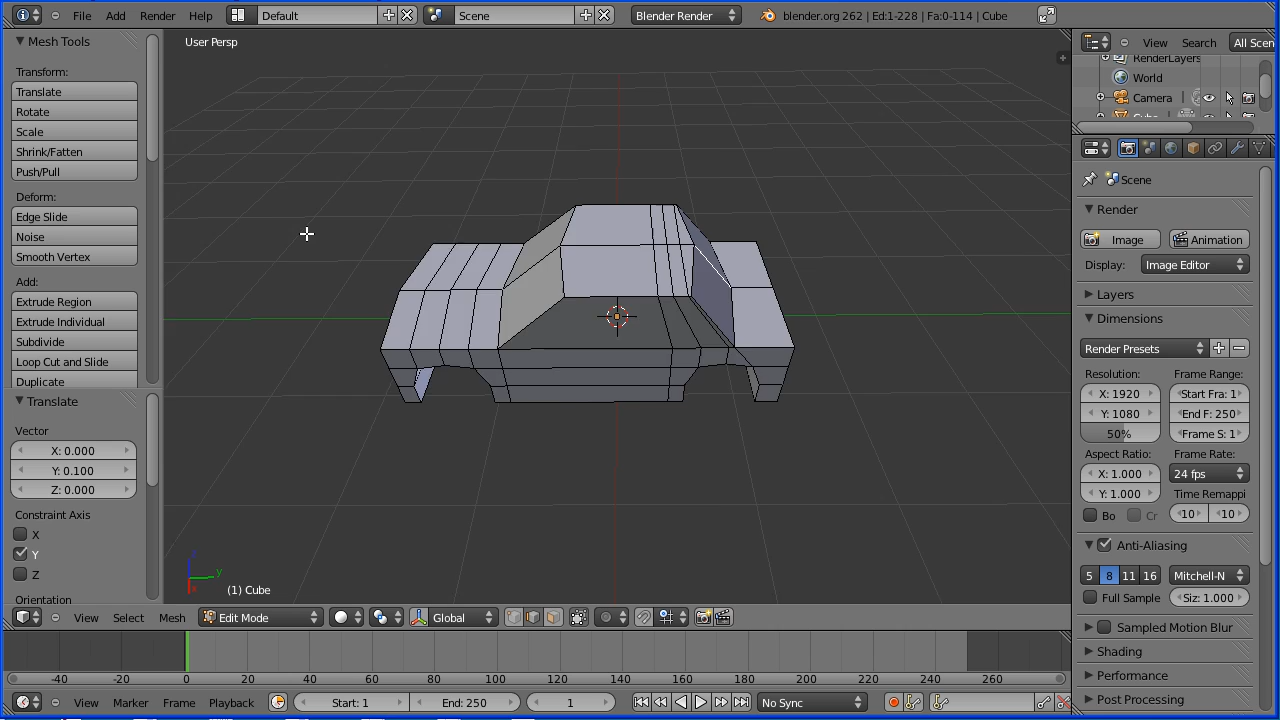 File Add Render Help Default Scene Blender Render blender.org 262 | Ed:1-228 | Fa:0-114 | Cube
Mesh Tools
Transform:
Translate
Rotate
Scale
Shrink/Fatten
Push/Pull
Deform:
Edge Slide
Noise
Smooth Vertex
Add:
Extrude Region
Extrude Individual
Subdivide
Loop Cut and Slide
Duplicate
Translate
Vector
X: 0.000
Y: 0.100
Z: 0.000
Constraint Axis
X
Y
Z
Orientation
User Persp
z
y
x
(1) Cube
View Select Mesh Edit Mode Global
-40 -20 0 20 40 60 80 100 120 140 160 180 200 220 240 260
View Marker Frame Playback Start: 1 End: 250 1 No Sync
View Search All Scen
RenderLayers
World
Camera
Scene
Render
Image Animation
Display: Image Editor
Layers
Dimensions
Render Presets
Resolution: Frame Range:
X: 1920 Start Fra: 1
Y: 1080 End F: 250
50% Frame S: 1
Aspect Ratio: Frame Rate:
X: 1.000 24 fps
Y: 1.000 Time Remappi
Bo Cr 10 10
Anti-Aliasing
5 8 11 16 Mitchell-N
Full Sample Siz: 1.000
Sampled Motion Blur
Shading
Performance
Post Processing